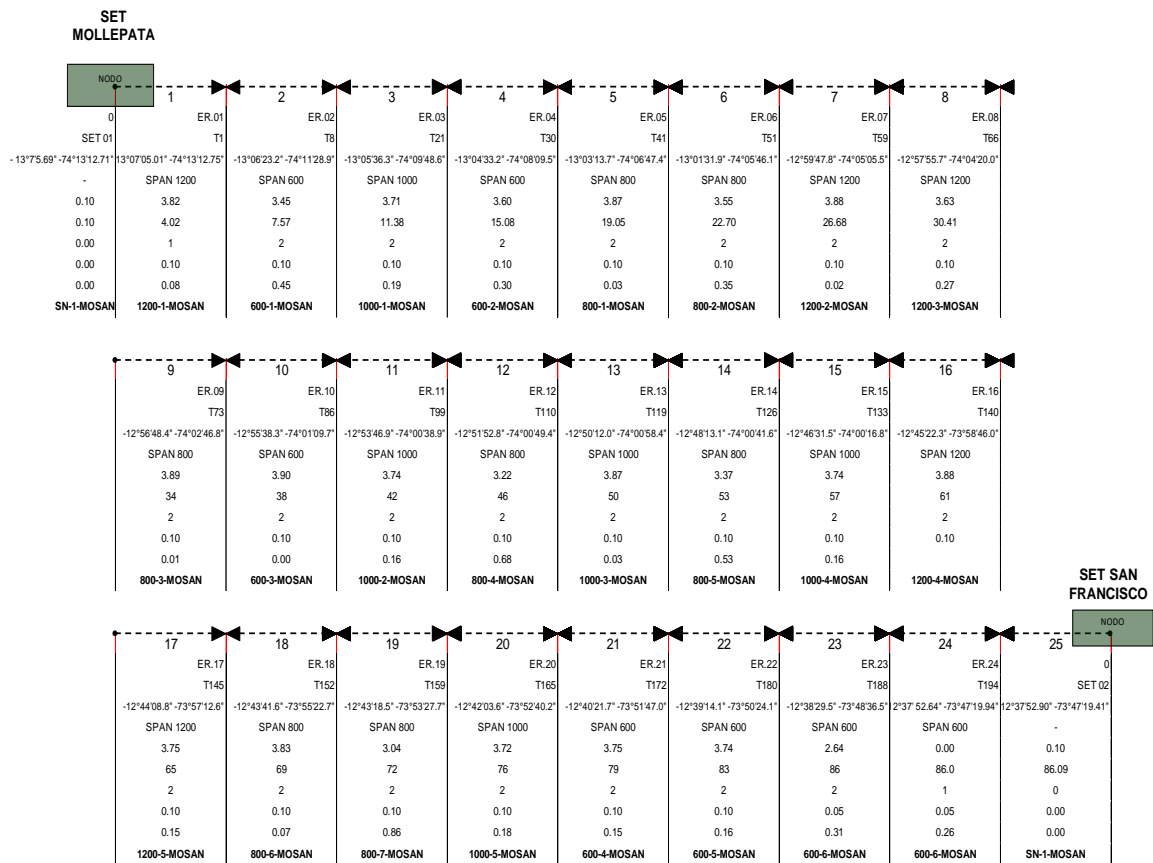 SET
MOLLEPATA
NODO
1 2 3 4 5 6 7 8
0 ER.01 ER.02 ER.03 ER.04 ER.05 ER.06 ER.07 ER.08
SET 01 T1 T8 T21 T30 T41 T51 T59 T66
- 13°7'5.69" -74°13'12.71" 13°07'05.01" -74°13'12.75" -13°06'23.2" -74°11'28.9" -13°05'36.3" -74°09'48.6" -13°04'33.2" -74°08'09.5" -13°03'13.7" -74°06'47.4" -13°01'31.9" -74°05'46.1" -12°59'47.8" -74°05'05.5" -12°57'55.7" -74°04'20.0"
- SPAN 1200 SPAN 600 SPAN 1000 SPAN 600 SPAN 800 SPAN 800 SPAN 1200 SPAN 1200
0.10 3.82 3.45 3.71 3.60 3.87 3.55 3.88 3.63
0.10 4.02 7.57 11.38 15.08 19.05 22.70 26.68 30.41
0.00 1 2 2 2 2 2 2 2
0.00 0.10 0.10 0.10 0.10 0.10 0.10 0.10 0.10
0.00 0.08 0.45 0.19 0.30 0.03 0.35 0.02 0.27
SN-1-MOSAN 1200-1-MOSAN 600-1-MOSAN 1000-1-MOSAN 600-2-MOSAN 800-1-MOSAN 800-2-MOSAN 1200-2-MOSAN 1200-3-MOSAN
9 10 11 12 13 14 15 16
ER.09 ER.10 ER.11 ER.12 ER.13 ER.14 ER.15 ER.16
T73 T86 T99 T110 T119 T126 T133 T140
-12°56'48.4" -74°02'46.8" -12°55'38.3" -74°01'09.7" -12°53'46.9" -74°00'38.9" -12°51'52.8" -74°00'49.4" -12°50'12.0" -74°00'58.4" -12°48'13.1" -74°00'41.6" -12°46'31.5" -74°00'16.8" -12°45'22.3" -73°58'46.0"
SPAN 800 SPAN 600 SPAN 1000 SPAN 800 SPAN 1000 SPAN 800 SPAN 1000 SPAN 1200
3.89 3.90 3.74 3.22 3.87 3.37 3.74 3.88
34 38 42 46 50 53 57 61
2 2 2 2 2 2 2 2
0.10 0.10 0.10 0.10 0.10 0.10 0.10 0.10
0.01 0.00 0.16 0.68 0.03 0.53 0.16
800-3-MOSAN 600-3-MOSAN 1000-2-MOSAN 800-4-MOSAN 1000-3-MOSAN 800-5-MOSAN 1000-4-MOSAN 1200-4-MOSAN
SET SAN
FRANCISCO
NODO
17 18 19 20 21 22 23 24 25
ER.17 ER.18 ER.19 ER.20 ER.21 ER.22 ER.23 ER.24 0
T145 T152 T159 T165 T172 T180 T188 T194 SET 02
-12°44'08.8" -73°57'12.6" -12°43'41.6" -73°55'22.7" -12°43'18.5" -73°53'27.7" -12°42'03.6" -73°52'40.2" -12°40'21.7" -73°51'47.0" -12°39'14.1" -73°50'24.1" -12°38'29.5" -73°48'36.5" 2°37' 52.64" -73°47'19.94" 12°37'52.90" -73°47'19.41"
SPAN 1200 SPAN 800 SPAN 800 SPAN 1000 SPAN 600 SPAN 600 SPAN 600 SPAN 600 -
3.75 3.83 3.04 3.72 3.75 3.74 2.64 0.00 0.10
65 69 72 76 79 83 86 86.0 86.09
2 2 2 2 2 2 2 1 0
0.10 0.10 0.10 0.10 0.10 0.10 0.05 0.05 0.00
0.15 0.07 0.86 0.18 0.15 0.16 0.31 0.26 0.00
1200-5-MOSAN 800-6-MOSAN 800-7-MOSAN 1000-5-MOSAN 600-4-MOSAN 600-5-MOSAN 600-6-MOSAN 600-6-MOSAN SN-1-MOSAN